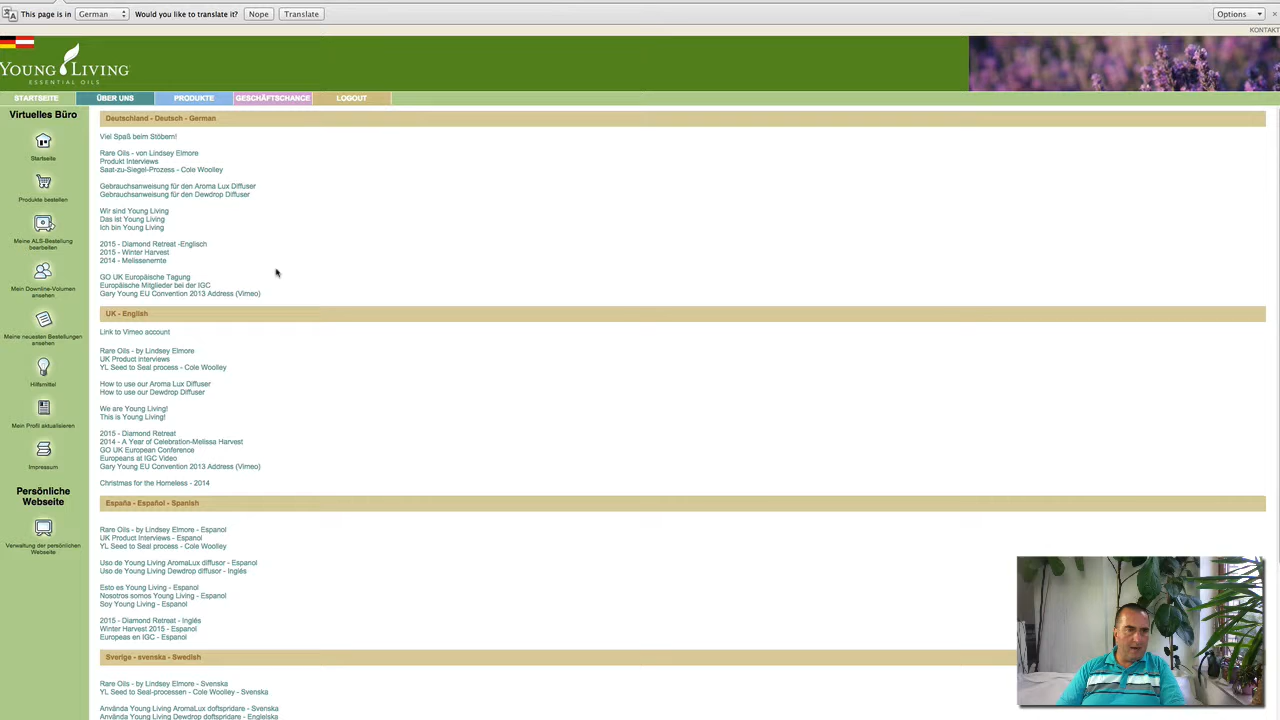 This page is in German Would you like to translate it? Nope Translate Options
KONTAKT
YOUNG LIVING
ESSENTIAL OILS
STARTSEITE ÜBER UNS PRODUKTE GESCHÄFTSCHANCE LOGOUT
Virtuelles Büro
Startseite
Produkte bestellen
Meine ALS-Bestellung
bearbeiten
Mein Downline-Volumen
ansehen
Meine neuesten Bestellungen
ansehen
Hilfsmittel
Mein Profil aktualisieren
Impressum
Persönliche
Webseite
Verwaltung der persönlichen
Webseite
Deutschland - Deutsch - German
Viel Spaß beim Stöbern!
Rare Oils - von Lindsey Elmore
Produkt Interviews
Saat-zu-Siegel-Prozess - Cole Woolley
Gebrauchsanweisung für den Aroma Lux Diffuser
Gebrauchsanweisung für den Dewdrop Diffuser
Wir sind Young Living
Das ist Young Living
Ich bin Young Living
2015 - Diamond Retreat -Englisch
2015 - Winter Harvest
2014 - Melissenernte
GO UK Europäische Tagung
Europäische Mitglieder bei der IGC
Gary Young EU Convention 2013 Address (Vimeo)
UK - English
Link to Vimeo account
Rare Oils - by Lindsey Elmore
UK Product interviews
YL Seed to Seal process - Cole Woolley
How to use our Aroma Lux Diffuser
How to use our Dewdrop Diffuser
We are Young Living!
This is Young Living!
2015 - Diamond Retreat
2014 - A Year of Celebration-Melissa Harvest
GO UK European Conference
Europeans at IGC Video
Gary Young EU Convention 2013 Address (Vimeo)
Christmas for the Homeless - 2014
España - Español - Spanish
Rare Oils - by Lindsey Elmore - Espanol
UK Product Interviews - Espanol
YL Seed to Seal process - Cole Woolley
Uso de Young Living AromaLux diffusor - Espanol
Uso de Young Living Dewdrop difusor - Inglés
Esto es Young Living - Espanol
Nosotros somos Young Living - Espanol
Soy Young Living - Espanol
2015 - Diamond Retreat - Inglés
Winter Harvest 2015 - Espanol
Europeas en IGC - Espanol
Sverige - svenska - Swedish
Rare Oils - by Lindsey Elmore - Svenska
YL Seed to Seal-processen - Cole Woolley - Svenska
Använda Young Living AromaLux doftspridare - Svenska
Använda Young Living Dewdrop doftspridare - Engelska